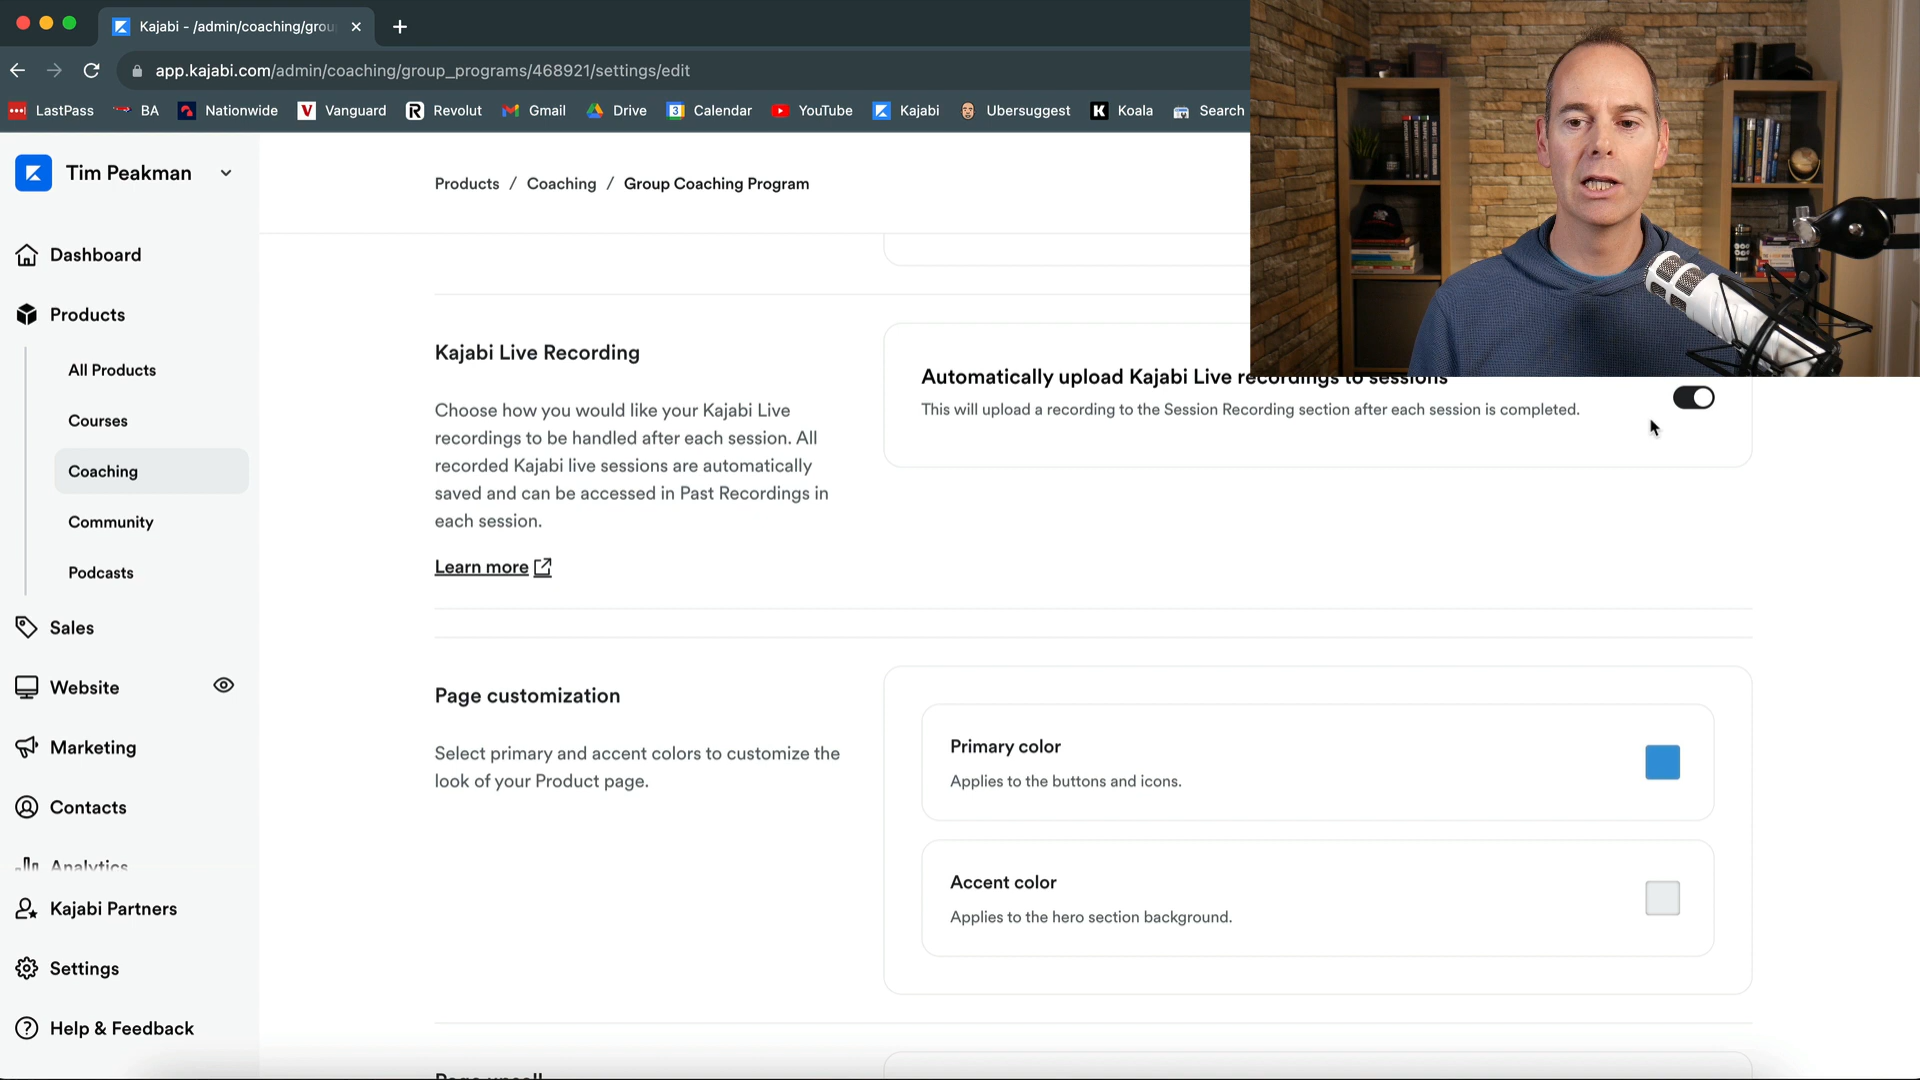 Kajabi - /admin/coaching/grou
app.kajabi.com/admin/coaching/group_programs/468921/settings/edit
LastPass BA Nationwide Vanguard Revolut Gmail Drive Calendar YouTube Kajabi Ubersuggest Koala Search
Tim Peakman
Products / Coaching / Group Coaching Program
Dashboard
Products
All Products
Courses
Coaching
Community
Podcasts
Sales
Website
Marketing
Contacts
Analytics
Kajabi Partners
Settings
Help & Feedback
Kajabi Live Recording
Choose how you would like your Kajabi Live
recordings to be handled after each session. All
recorded Kajabi live sessions are automatically
saved and can be accessed in Past Recordings in
each session.
Learn more
Automatically upload Kajabi Live recordings to sessions
This will upload a recording to the Session Recording section after each session is completed.
Page customization
Select primary and accent colors to customize the
look of your Product page.
Primary color
Applies to the buttons and icons.
Accent color
Applies to the hero section background.
Page upsell